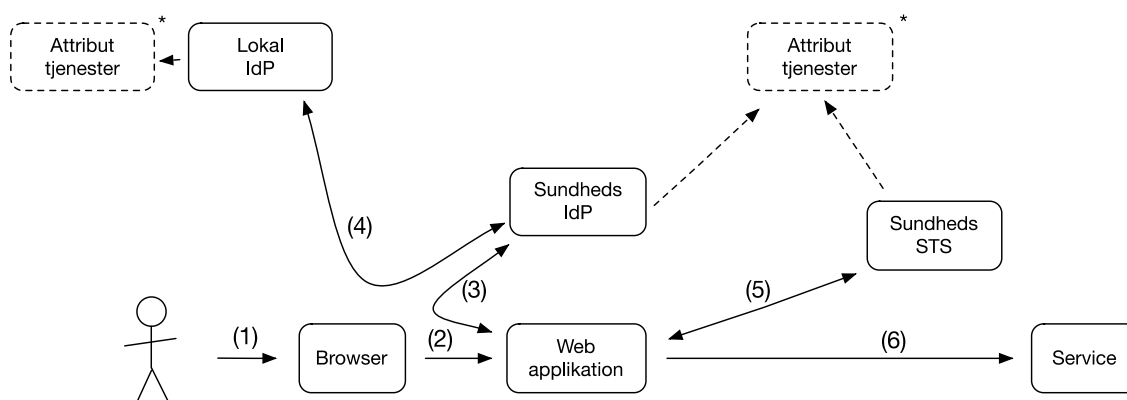 Attribut
tjenester
*
Lokal
IdP
Attribut
tjenester
*
Sundheds
IdP
Sundheds
STS
(4)
(3)
(5)
(1)
Browser
(2)
Web
applikation
(6)
Service